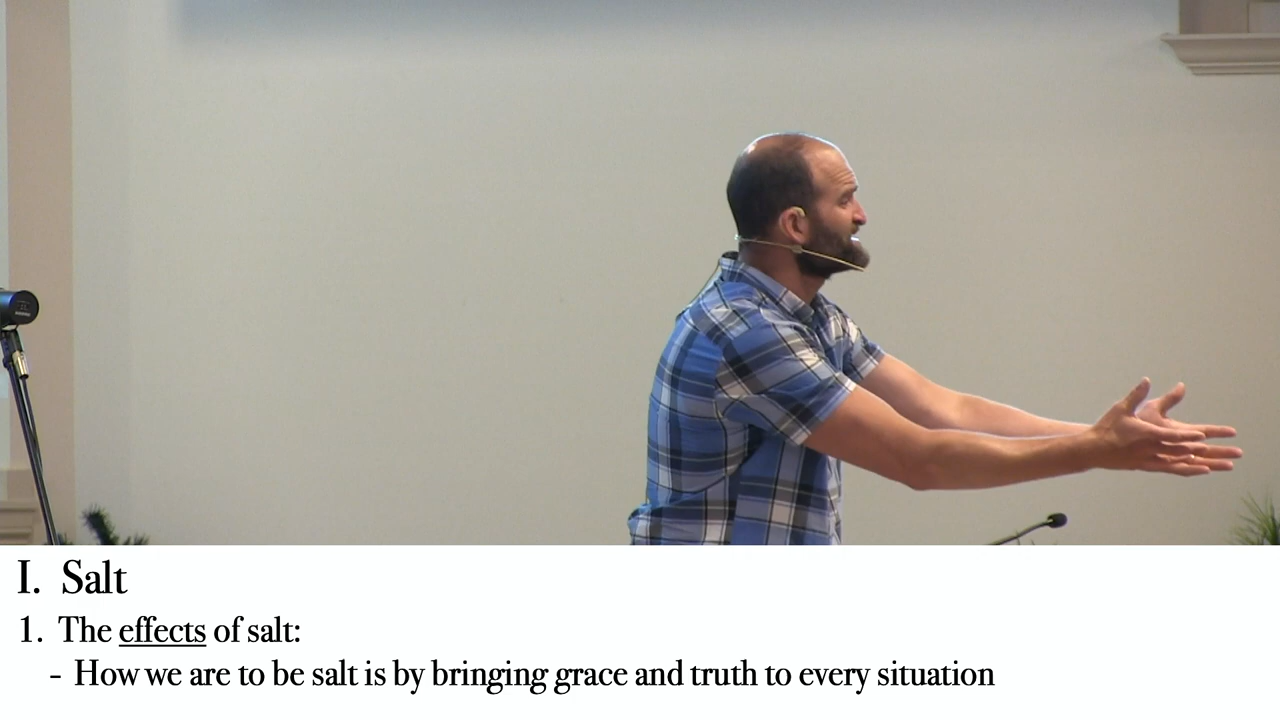 I. Salt
1. The effects of salt:
- How we are to be salt is by bringing grace and truth to every situation